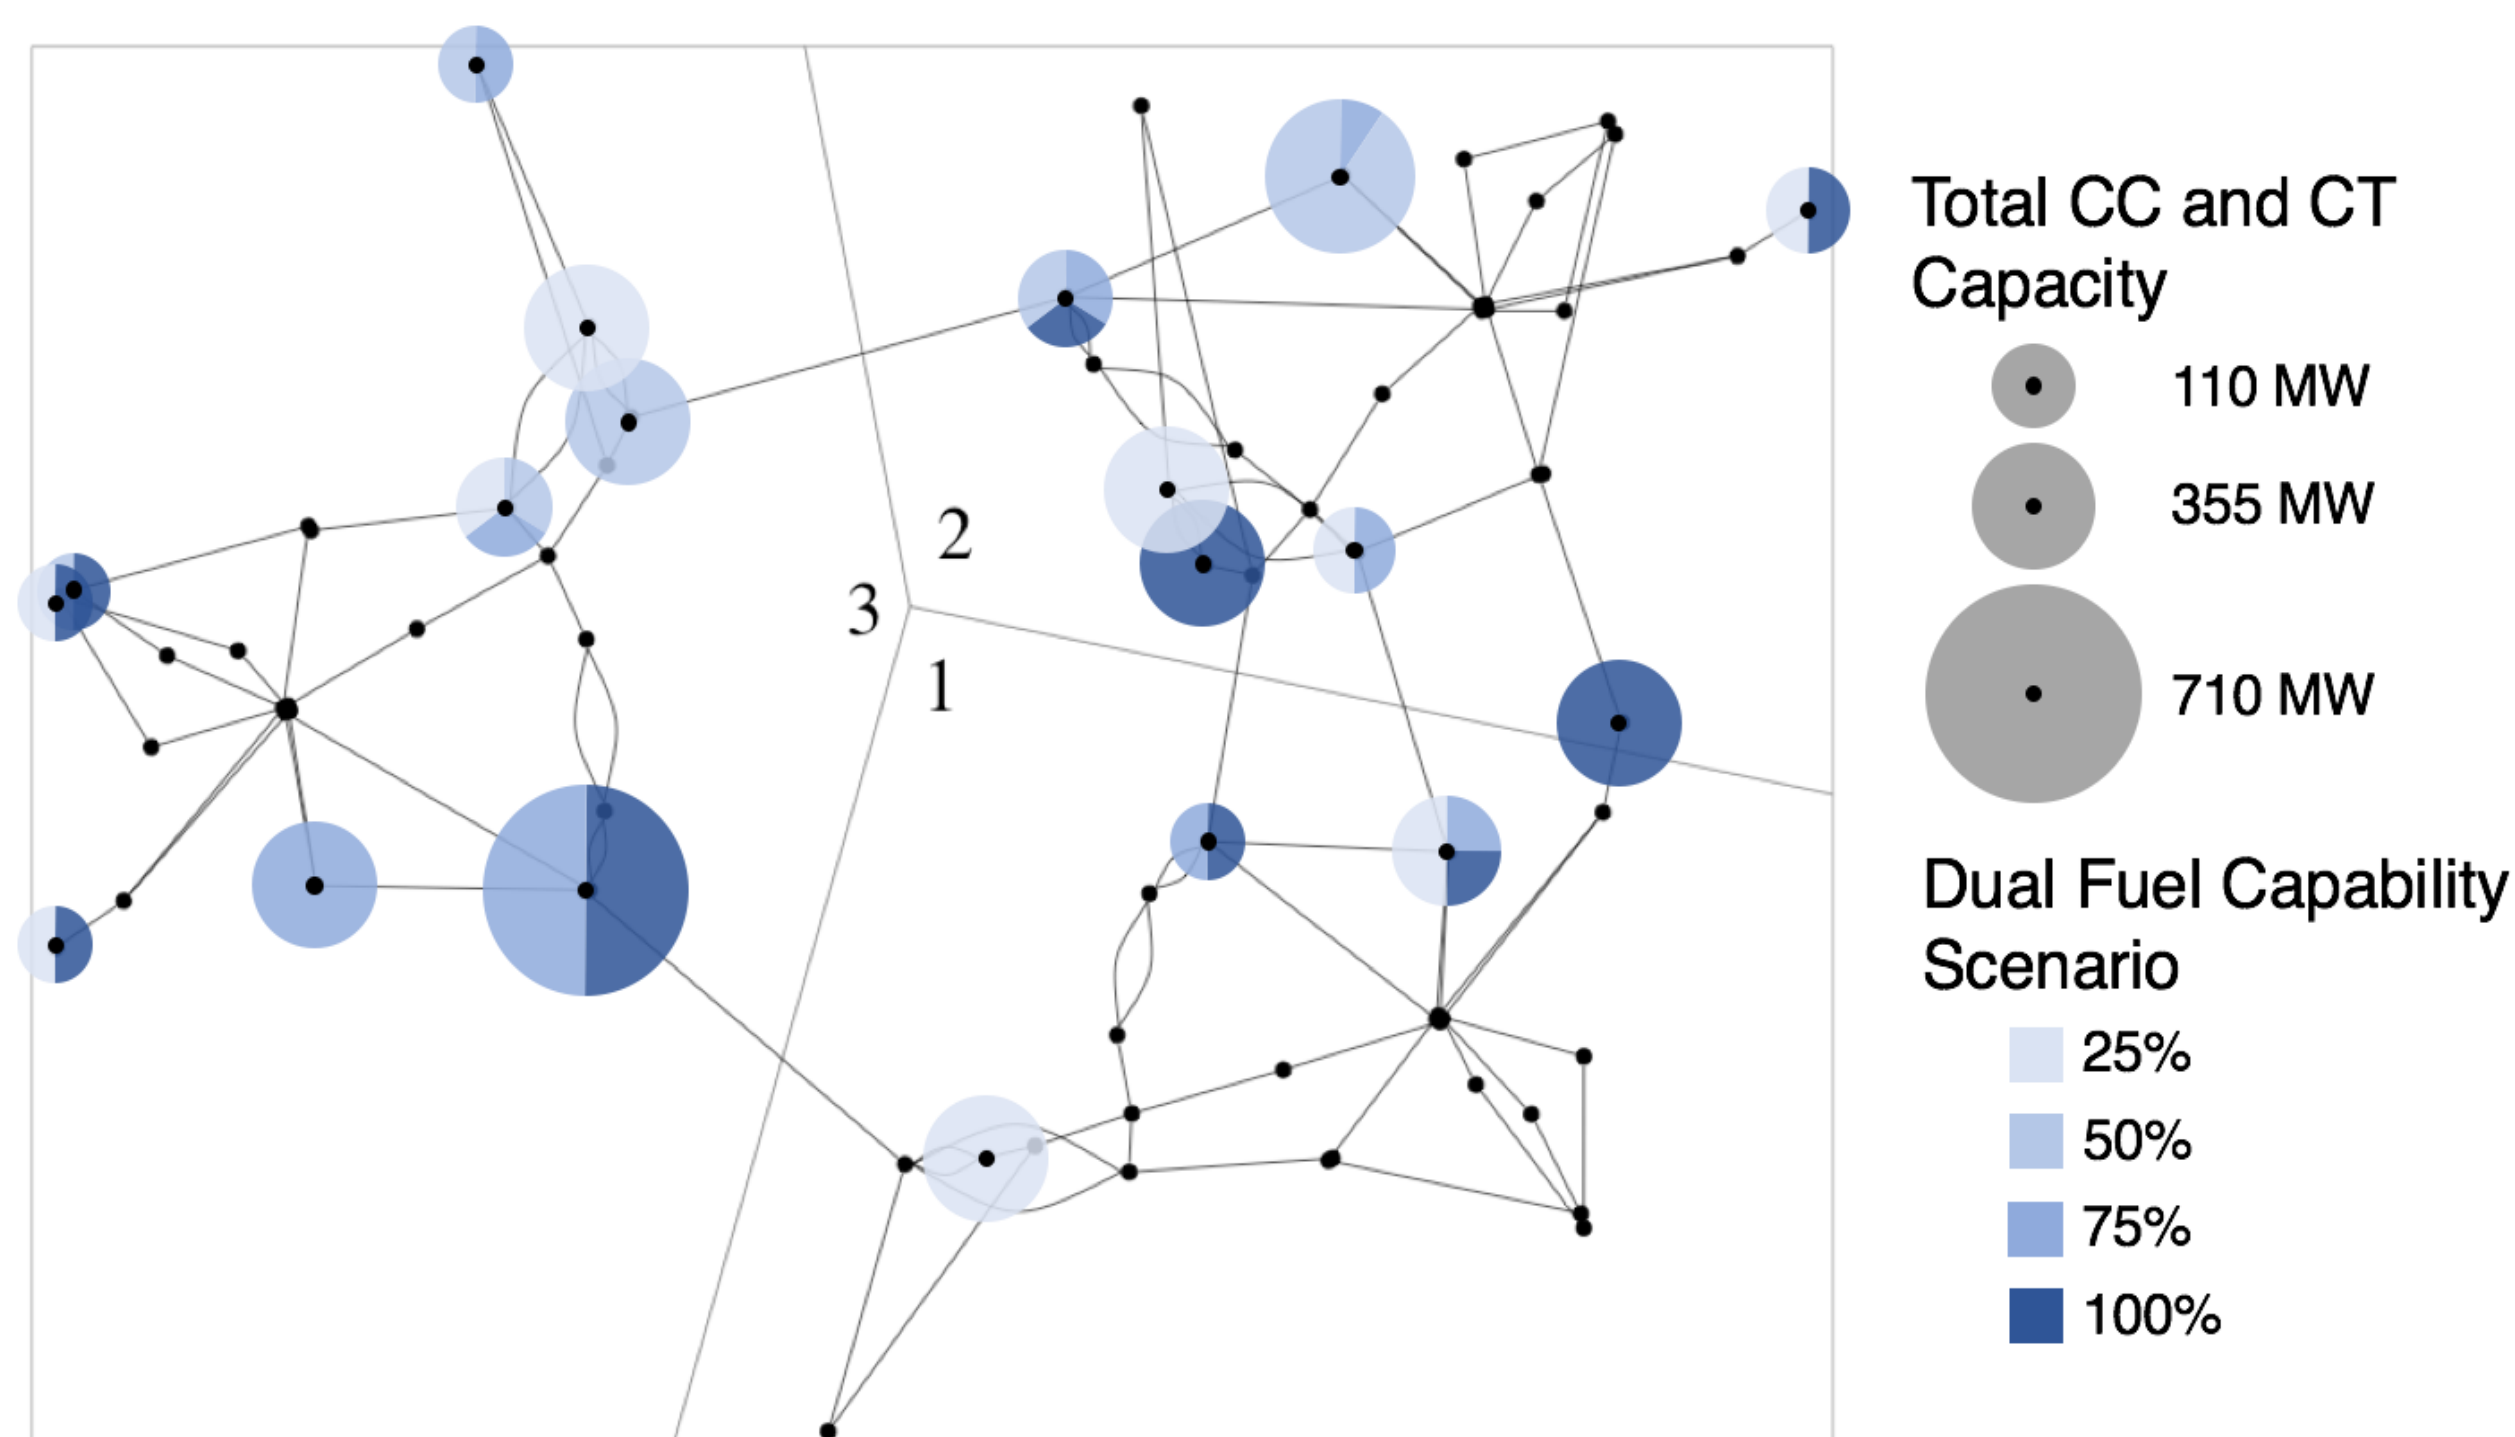 2
3
1
Total CC and CT
Capacity
110 MW
355 MW
710 MW
Dual Fuel Capability
Scenario
25%
50%
75%
100%